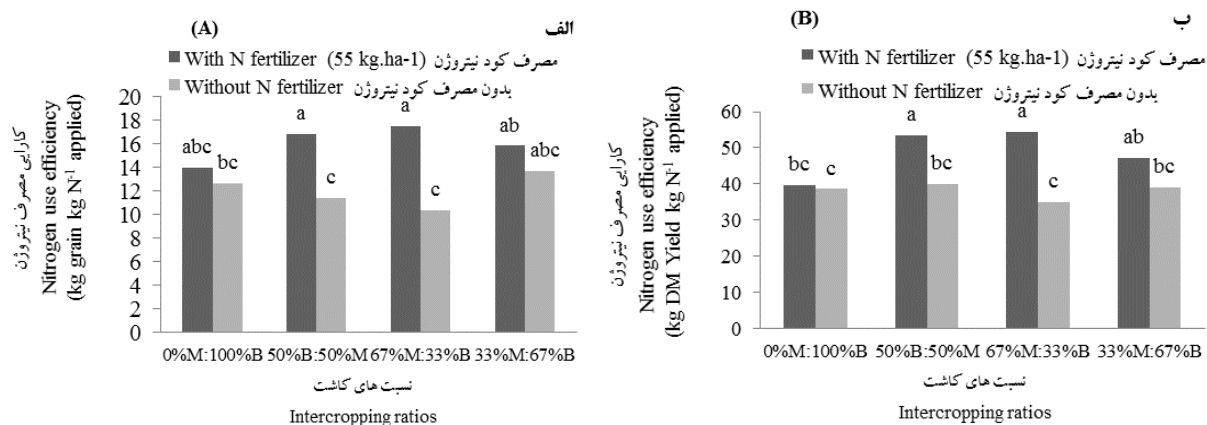 (A) الف
With N fertilizer (55 kg.ha-1) مصرف کود نیتروژن
Without N fertilizer بدون مصرف کود نیتروژن
کارایی مصرف نیتروژن
Nitrogen use efficiency
(kg grain kg N⁻¹ applied)
20
18
16
14
12
10
8
6
4
2
0
abc
bc
a
c
a
c
ab
abc
0%M:100%B 50%B:50%M 67%M:33%B 33%M:67%B
نسبت های کاشت
Intercropping ratios
(B) ب
With N fertilizer (55 kg.ha-1) مصرف کود نیتروژن
Without N fertilizer بدون مصرف کود نیتروژن
کارایی مصرف نیتروژن
Nitrogen use efficiency
(kg DM Yield kg N⁻¹ applied)
60
50
40
30
20
10
0
bc
c
a
bc
a
c
ab
bc
0%M:100%B 50%B:50%M 67%M:33%B 33%M:67%B
نسبت های کاشت
Intercropping ratios